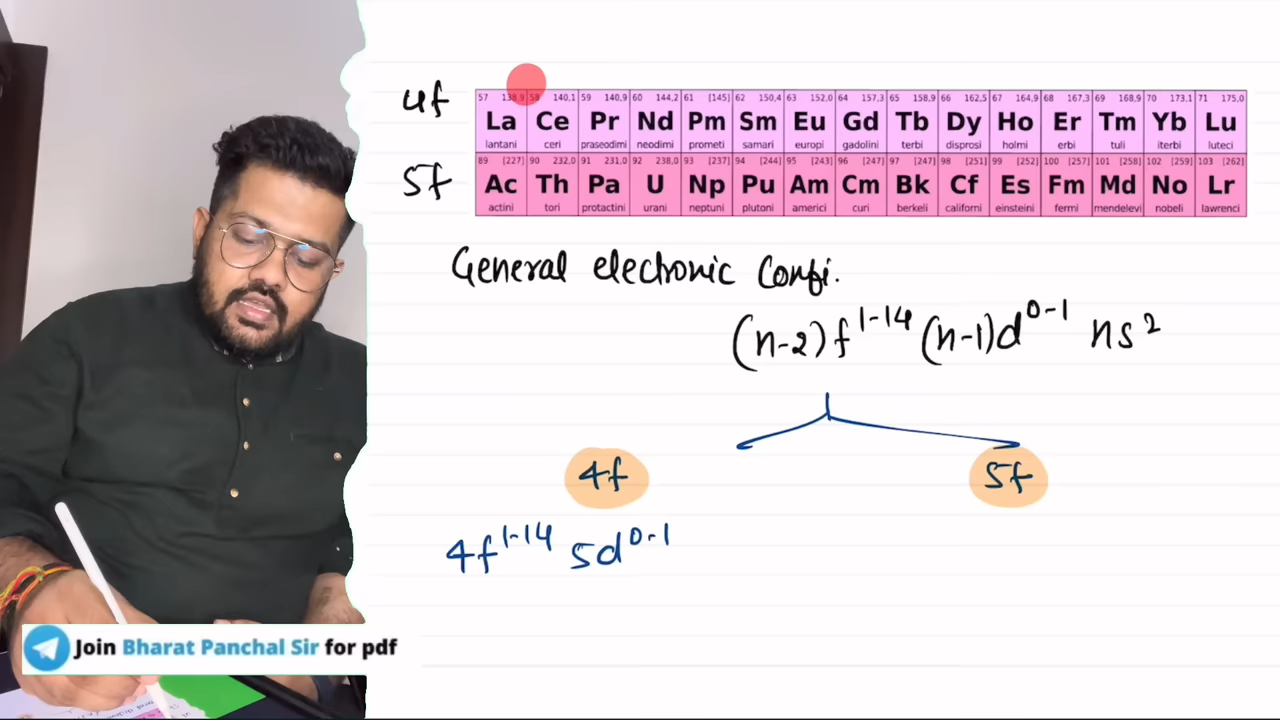 4f
57 138,9 58 140,1 59 140,9 60 144,2 61 [145] 62 150,4 63 152,0 64 157,3 65 158,9 66 162,5 67 164,9 68 167,3 69 168,9 70 173,1 71 175,0
La Ce Pr Nd Pm Sm Eu Gd Tb Dy Ho Er Tm Yb Lu
lantani ceri praseodimi neodimi prometi samari europi gadolini terbi disprosi holmi erbi tuli iterbi luteci
5f
89 [227] 90 232,0 91 231,0 92 238,0 93 [237] 94 [244] 95 [243] 96 [247] 97 [247] 98 [251] 99 [252] 100 [257] 101 [258] 102 [259] 103 [262]
Ac Th Pa U Np Pu Am Cm Bk Cf Es Fm Md No Lr
actini tori protactini urani neptuni plutoni americi curi berkeli californi einsteini fermi mendelevi nobeli lawrenci
General electronic Confi.
(n-2)f¹⁻¹⁴ (n-1)d⁰⁻¹ ns²
4f 5f
4f¹⁻¹⁴ 5d⁰⁻¹
Join Bharat Panchal Sir for pdf